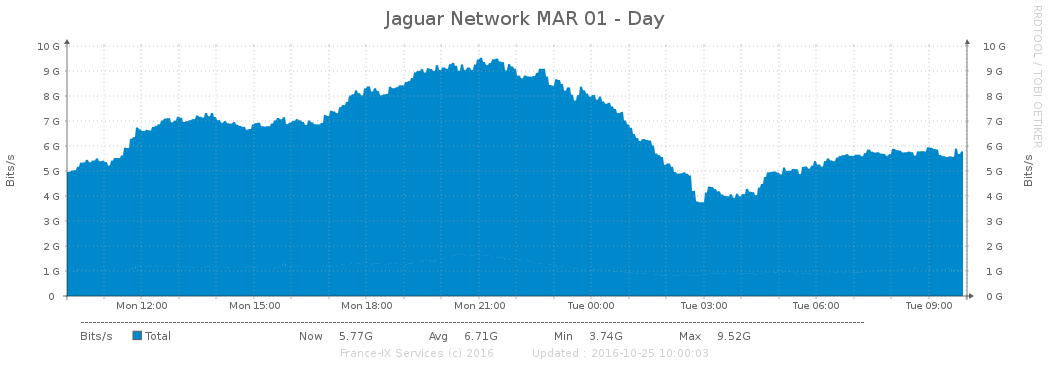 Jaguar Network MAR 01 - Day
RRDTOOL / TOBI OETIKER
Bits/s
10 G
9 G
8 G
7 G
6 G
5 G
4 G
3 G
2 G
1 G
0
10 G
9 G
8 G
7 G
6 G
5 G
4 G
3 G
2 G
1 G
0 G
Bits/s
Mon 12:00 Mon 15:00 Mon 18:00 Mon 21:00 Tue 00:00 Tue 03:00 Tue 06:00 Tue 09:00
Bits/s Total Now 5.77G Avg 6.71G Min 3.74G Max 9.52G
France-IX Services (c) 2016 Updated : 2016-10-25 10:00:03